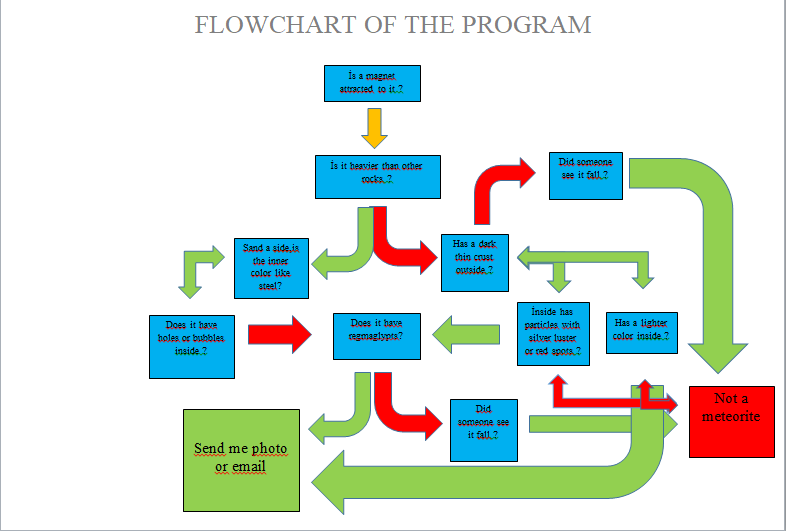 FLOWCHART OF THE PROGRAM
İs a magnet
attracted to it,.?
İs it heavier than other
rocks,.?
Did someone
see it fall,.?
Sand a side,is
the inner
color like
steel?
Has a dark
thin crust
outside,.?
Does it have
holes or bubbles
inside,.?
Does it have
regmaglypts?
İnside has
particles with
silver luster
or red spots,.?
Has a lighter
color inside,.?
Not a
meteorite
Did
someone see
it fall,.?
Send me photo
or email